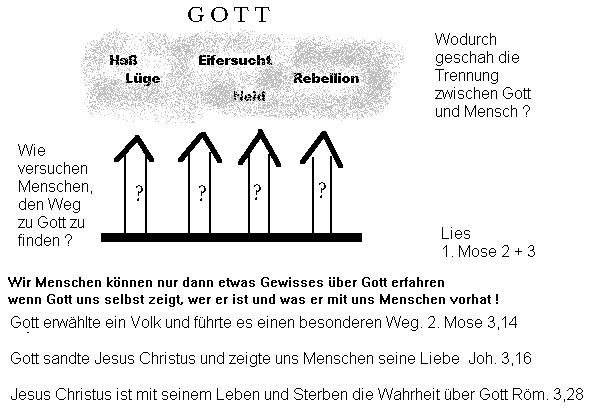 GOTT
Haß Eifersucht
Lüge Rebellion
Neid
Wodurch
geschah die
Trennung
zwischen Gott
und Mensch ?
Wie
versuchen
Menschen,
den Weg
zu Gott zu
finden ?
? ? ? ?
Lies
1. Mose 2 + 3
Wir Menschen können nur dann etwas Gewisses über Gott erfahren
wenn Gott uns selbst zeigt, wer er ist und was er mit uns Menschen vorhat !
Gott erwählte ein Volk und führte es einen besonderen Weg. 2. Mose 3,14
Gott sandte Jesus Christus und zeigte uns Menschen seine Liebe Joh. 3,16
Jesus Christus ist mit seinem Leben und Sterben die Wahrheit über Gott Röm. 3,28